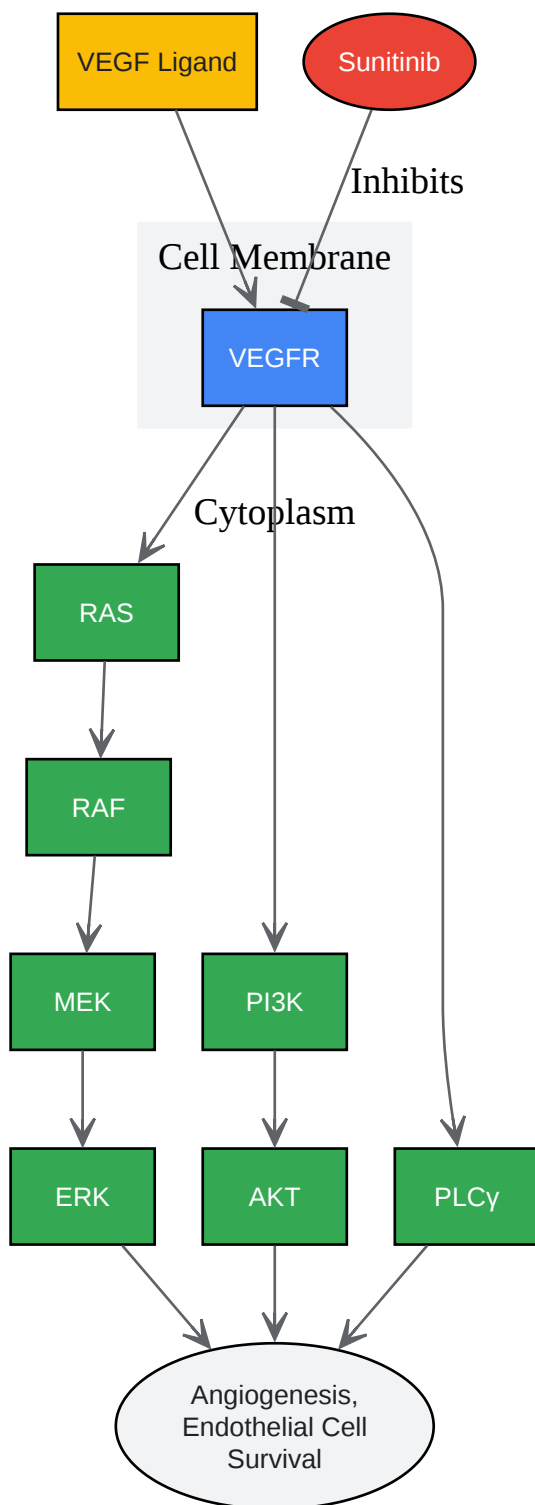 VEGF Ligand
Sunitinib
Inhibits
Cell Membrane
VEGFR
Cytoplasm
RAS
RAF
MEK
PI3K
ERK
AKT
PLCγ
Angiogenesis,
Endothelial Cell
Survival